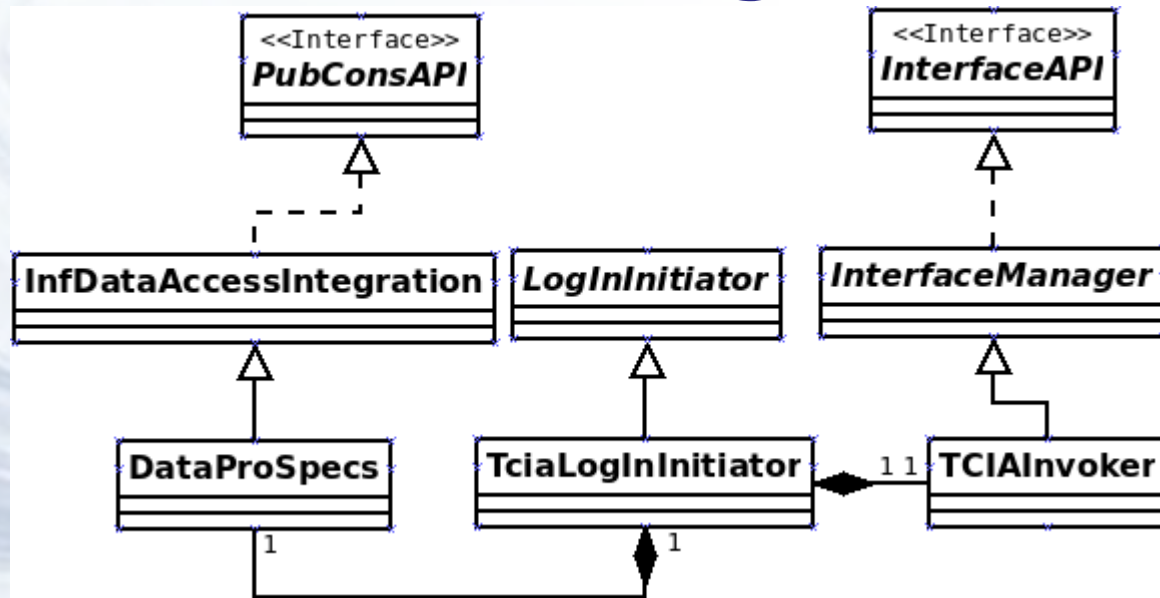 <<Interface>>
PubConsAPI
<<Interface>>
InterfaceAPI
InfDataAccessIntegration
LogInInitiator
InterfaceManager
DataProSpecs
TciaLogInInitiator
1 1
TCIAInvoker
1
1